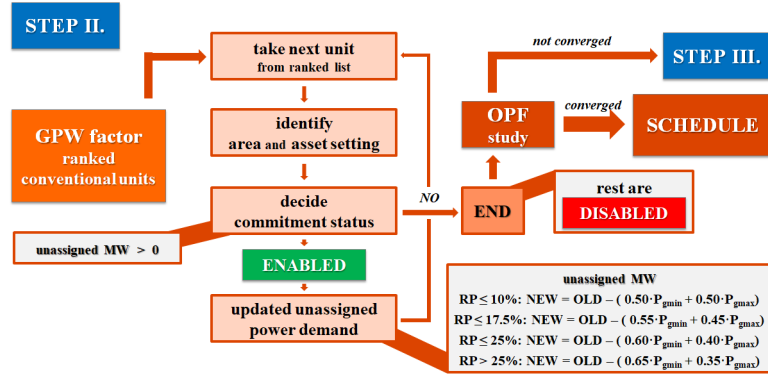 STEP II.
take next unit
from ranked list
not converged
STEP III.
GPW factor
ranked
conventional units
identify
area and asset setting
OPF
study
converged
SCHEDULE
decide
commitment status
NO
END
rest are
DISABLED
unassigned MW > 0
ENABLED
updated unassigned
power demand
unassigned MW
RP ≤ 10%: NEW = OLD – ( 0.50·Pgmin + 0.50·Pgmax)
RP ≤ 17.5%: NEW = OLD – ( 0.55·Pgmin + 0.45·Pgmax)
RP ≤ 25%: NEW = OLD – ( 0.60·Pgmin + 0.40·Pgmax)
RP > 25%: NEW = OLD – ( 0.65·Pgmin + 0.35·Pgmax)